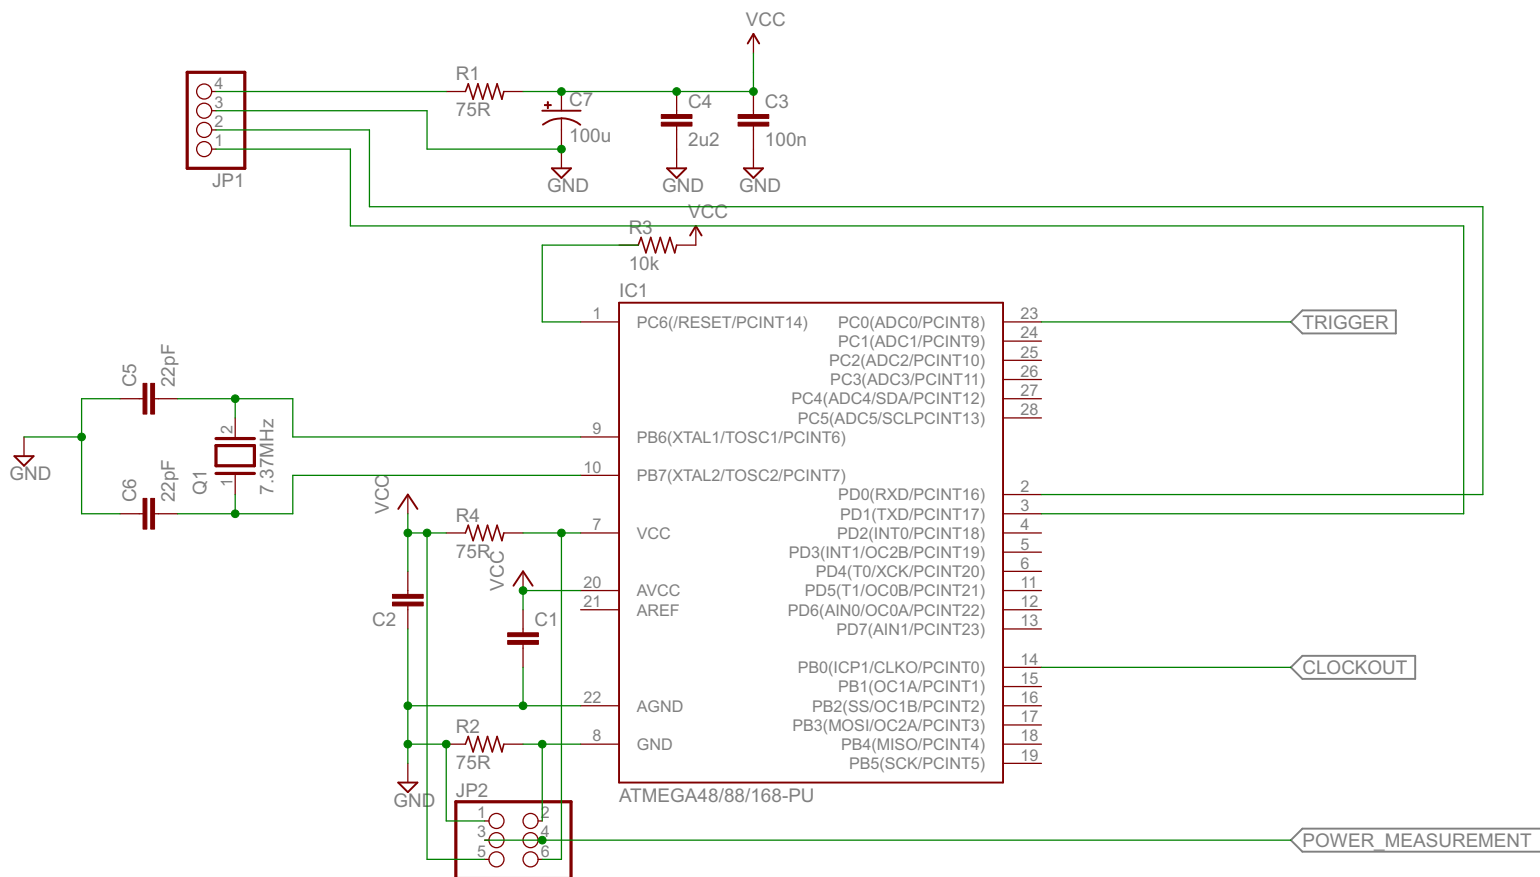 VCC
4
3
2
1
JP1
R1
75R
C7
100u
C4
2u2
C3
100n
GND
GND
GND
VCC
R3
10k
IC1
1
PC6(/RESET/PCINT14)
9
PB6(XTAL1/TOSC1/PCINT6)
10
PB7(XTAL2/TOSC2/PCINT7)
7
VCC
20
AVCC
21
AREF
22
AGND
8
GND
PC0(ADC0/PCINT8)
23
PC1(ADC1/PCINT9)
24
PC2(ADC2/PCINT10)
25
PC3(ADC3/PCINT11)
26
PC4(ADC4/SDA/PCINT12)
27
PC5(ADC5/SCLPCINT13)
28
PD0(RXD/PCINT16)
2
PD1(TXD/PCINT17)
3
PD2(INT0/PCINT18)
4
PD3(INT1/OC2B/PCINT19)
5
PD4(T0/XCK/PCINT20)
6
PD5(T1/OC0B/PCINT21)
11
PD6(AIN0/OC0A/PCINT22)
12
PD7(AIN1/PCINT23)
13
PB0(ICP1/CLKO/PCINT0)
14
PB1(OC1A/PCINT1)
15
PB2(SS/OC1B/PCINT2)
16
PB3(MOSI/OC2A/PCINT3)
17
PB4(MISO/PCINT4)
18
PB5(SCK/PCINT5)
19
ATMEGA48/88/168-PU
TRIGGER
CLOCKOUT
POWER_MEASUREMENT
C5
22pF
C6
22pF
GND
Q1
2
1
7.37MHz
VCC
R4
75R
VCC
C2
C1
R2
75R
GND
JP2
1
2
3
4
5
6